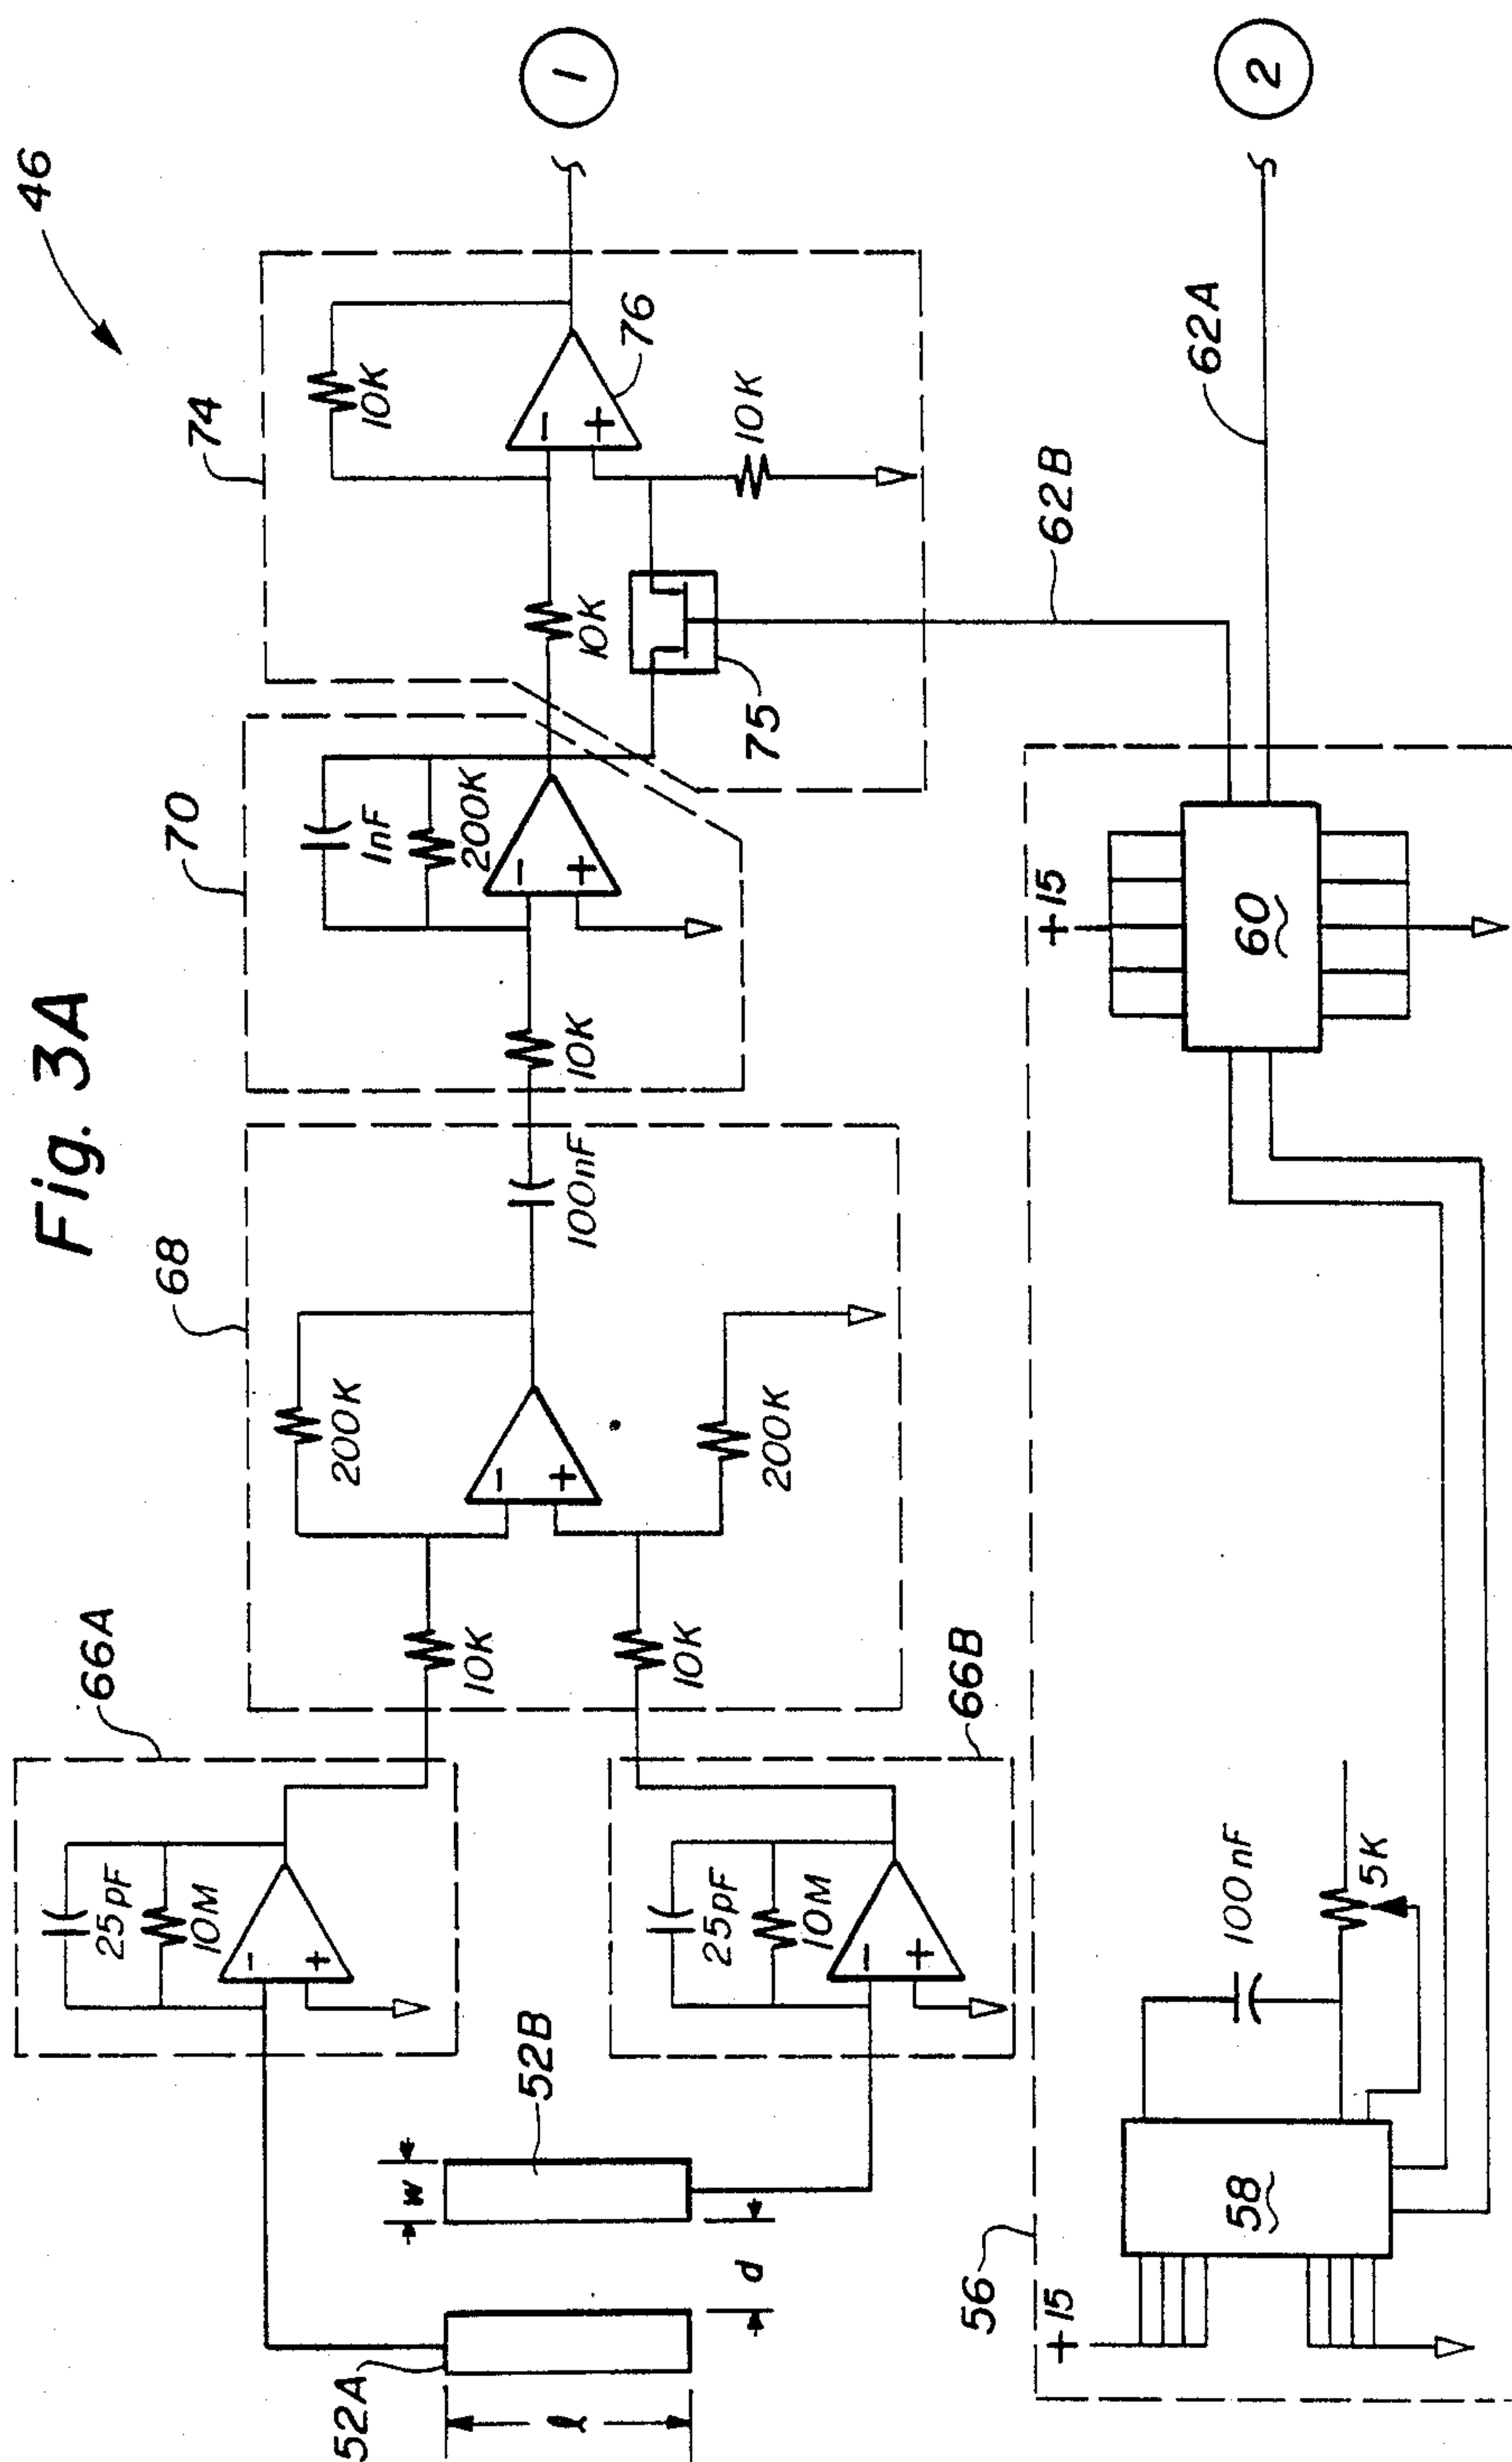 Fig. 3A
46
66A
68
70
74
25pF
10M
10K
200K
-
+
100nF
10K
1nF
200K
-
+
10K
10K
-
+
76
10K
75
1
52A
l
w
d
52B
-
+
10K
200K
66B
25pF
10M
-
+
62B
62A
2
56
+15
58
100nF
5K
+15
60